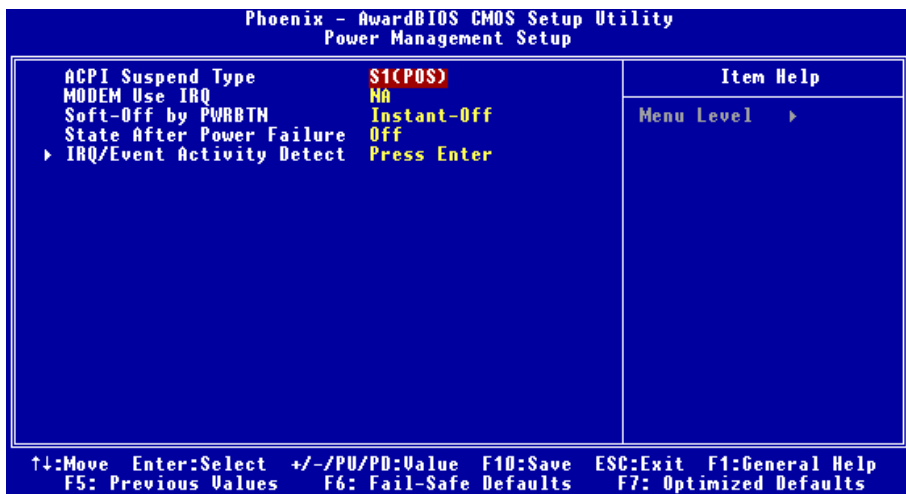 Phoenix - AwardBIOS CMOS Setup Utility
Power Management Setup
ACPI Suspend Type S1(POS)
MODEM Use IRQ NA
Soft-Off by PWRBTN Instant-Off
State After Power Failure Off
▸ IRQ/Event Activity Detect Press Enter
Item Help
Menu Level ▸
↑↓:Move Enter:Select +/-/PU/PD:Value F10:Save ESC:Exit F1:General Help
F5: Previous Values F6: Fail-Safe Defaults F7: Optimized Defaults